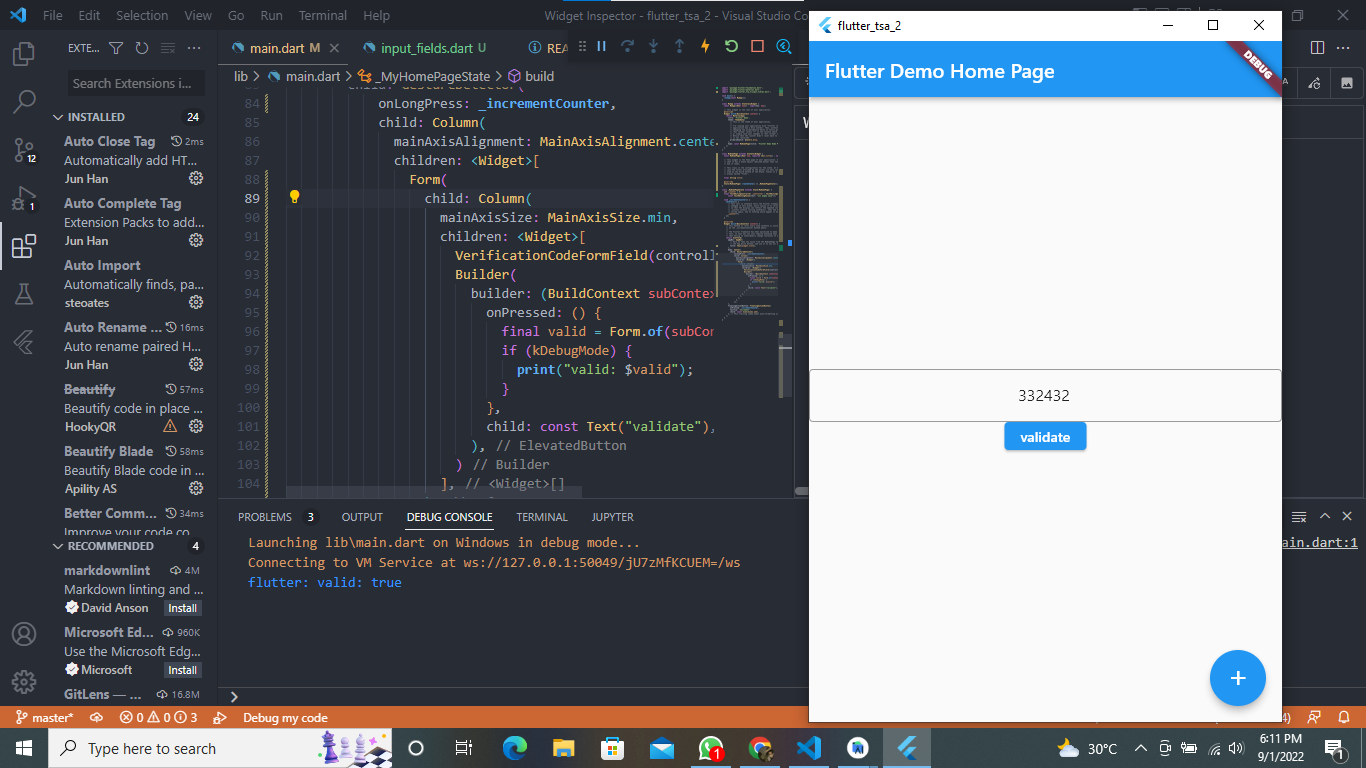 File Edit Selection View Go Run Terminal Help
Widget Inspector - flutter_tsa_2 - Visual Studio Co
EXTE...
main.dart M
input_fields.dart U
REA
lib > main.dart > _MyHomePageState > build
Search Extensions i...
INSTALLED 24
Auto Close Tag 2ms
Automatically add HT...
Jun Han
Auto Complete Tag
Extension Packs to add...
Jun Han
Auto Import
Automatically finds, pa...
steoates
Auto Rename ... 16ms
Auto rename paired H...
Jun Han
Beautify 57ms
Beautify code in place ...
HookyQR
Beautify Blade 58ms
Beautify Blade code in ...
Apility AS
Better Comm... 34ms
Improve your code co
RECOMMENDED 4
markdownlint 4M
Markdown linting and ...
David Anson Install
Microsoft Ed... 960K
Use the Microsoft Edg...
Microsoft Install
GitLens — ... 16.8M
12
1
84 onLongPress: _incrementCounter,
85 child: Column(
86 mainAxisAlignment: MainAxisAlignment.cente
87 children: <Widget>[
88 Form(
89 child: Column(
90 mainAxisSize: MainAxisSize.min,
91 children: <Widget>[
92 VerificationCodeFormField(controll
93 Builder(
94 builder: (BuildContext subContex
95 onPressed: () {
96 final valid = Form.of(subCon
97 if (kDebugMode) {
98 print("valid: $valid");
99 }
100 },
101 child: const Text("validate"),
102 ), // ElevatedButton
103 ) // Builder
104 ], // <Widget>[]
PROBLEMS 3 OUTPUT DEBUG CONSOLE TERMINAL JUPYTER
Launching lib\main.dart on Windows in debug mode...
Connecting to VM Service at ws://127.0.0.1:50049/jU7zMfKCUEM=/ws
flutter: valid: true
ain.dart:1
>
flutter_tsa_2
Flutter Demo Home Page
DEBUG
332432
validate
+
master* 0 0 3 Debug my code
Type here to search
1
30°C
6:11 PM
9/1/2022
1